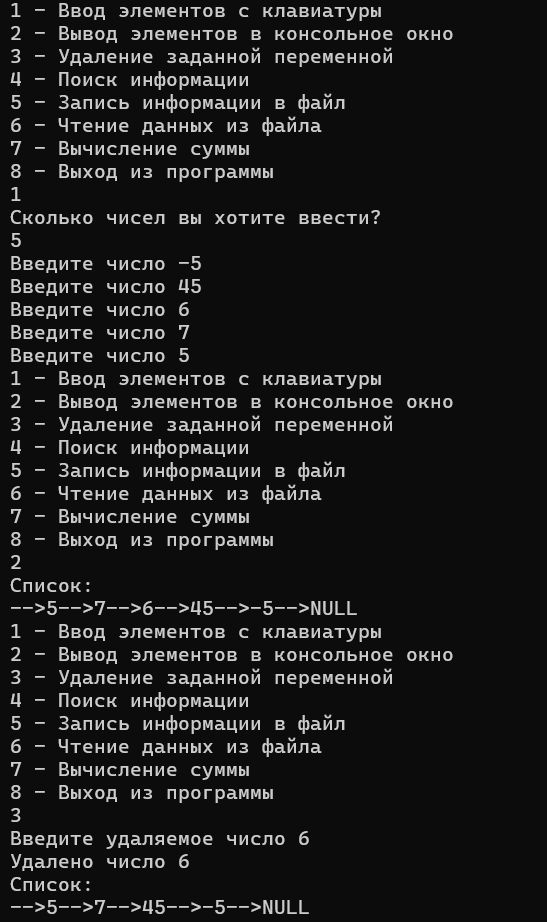 1 – Ввод элементов с клавиатуры
2 – Вывод элементов в консольное окно
3 – Удаление заданной переменной
4 – Поиск информации
5 – Запись информации в файл
6 – Чтение данных из файла
7 – Вычисление суммы
8 – Выход из программы
1
Сколько чисел вы хотите ввести?
5
Введите число -5
Введите число 45
Введите число 6
Введите число 7
Введите число 5
1 – Ввод элементов с клавиатуры
2 – Вывод элементов в консольное окно
3 – Удаление заданной переменной
4 – Поиск информации
5 – Запись информации в файл
6 – Чтение данных из файла
7 – Вычисление суммы
8 – Выход из программы
2
Список:
-->5-->7-->6-->45-->-5-->NULL
1 – Ввод элементов с клавиатуры
2 – Вывод элементов в консольное окно
3 – Удаление заданной переменной
4 – Поиск информации
5 – Запись информации в файл
6 – Чтение данных из файла
7 – Вычисление суммы
8 – Выход из программы
3
Введите удаляемое число 6
Удалено число 6
Список:
-->5-->7-->45-->-5-->NULL